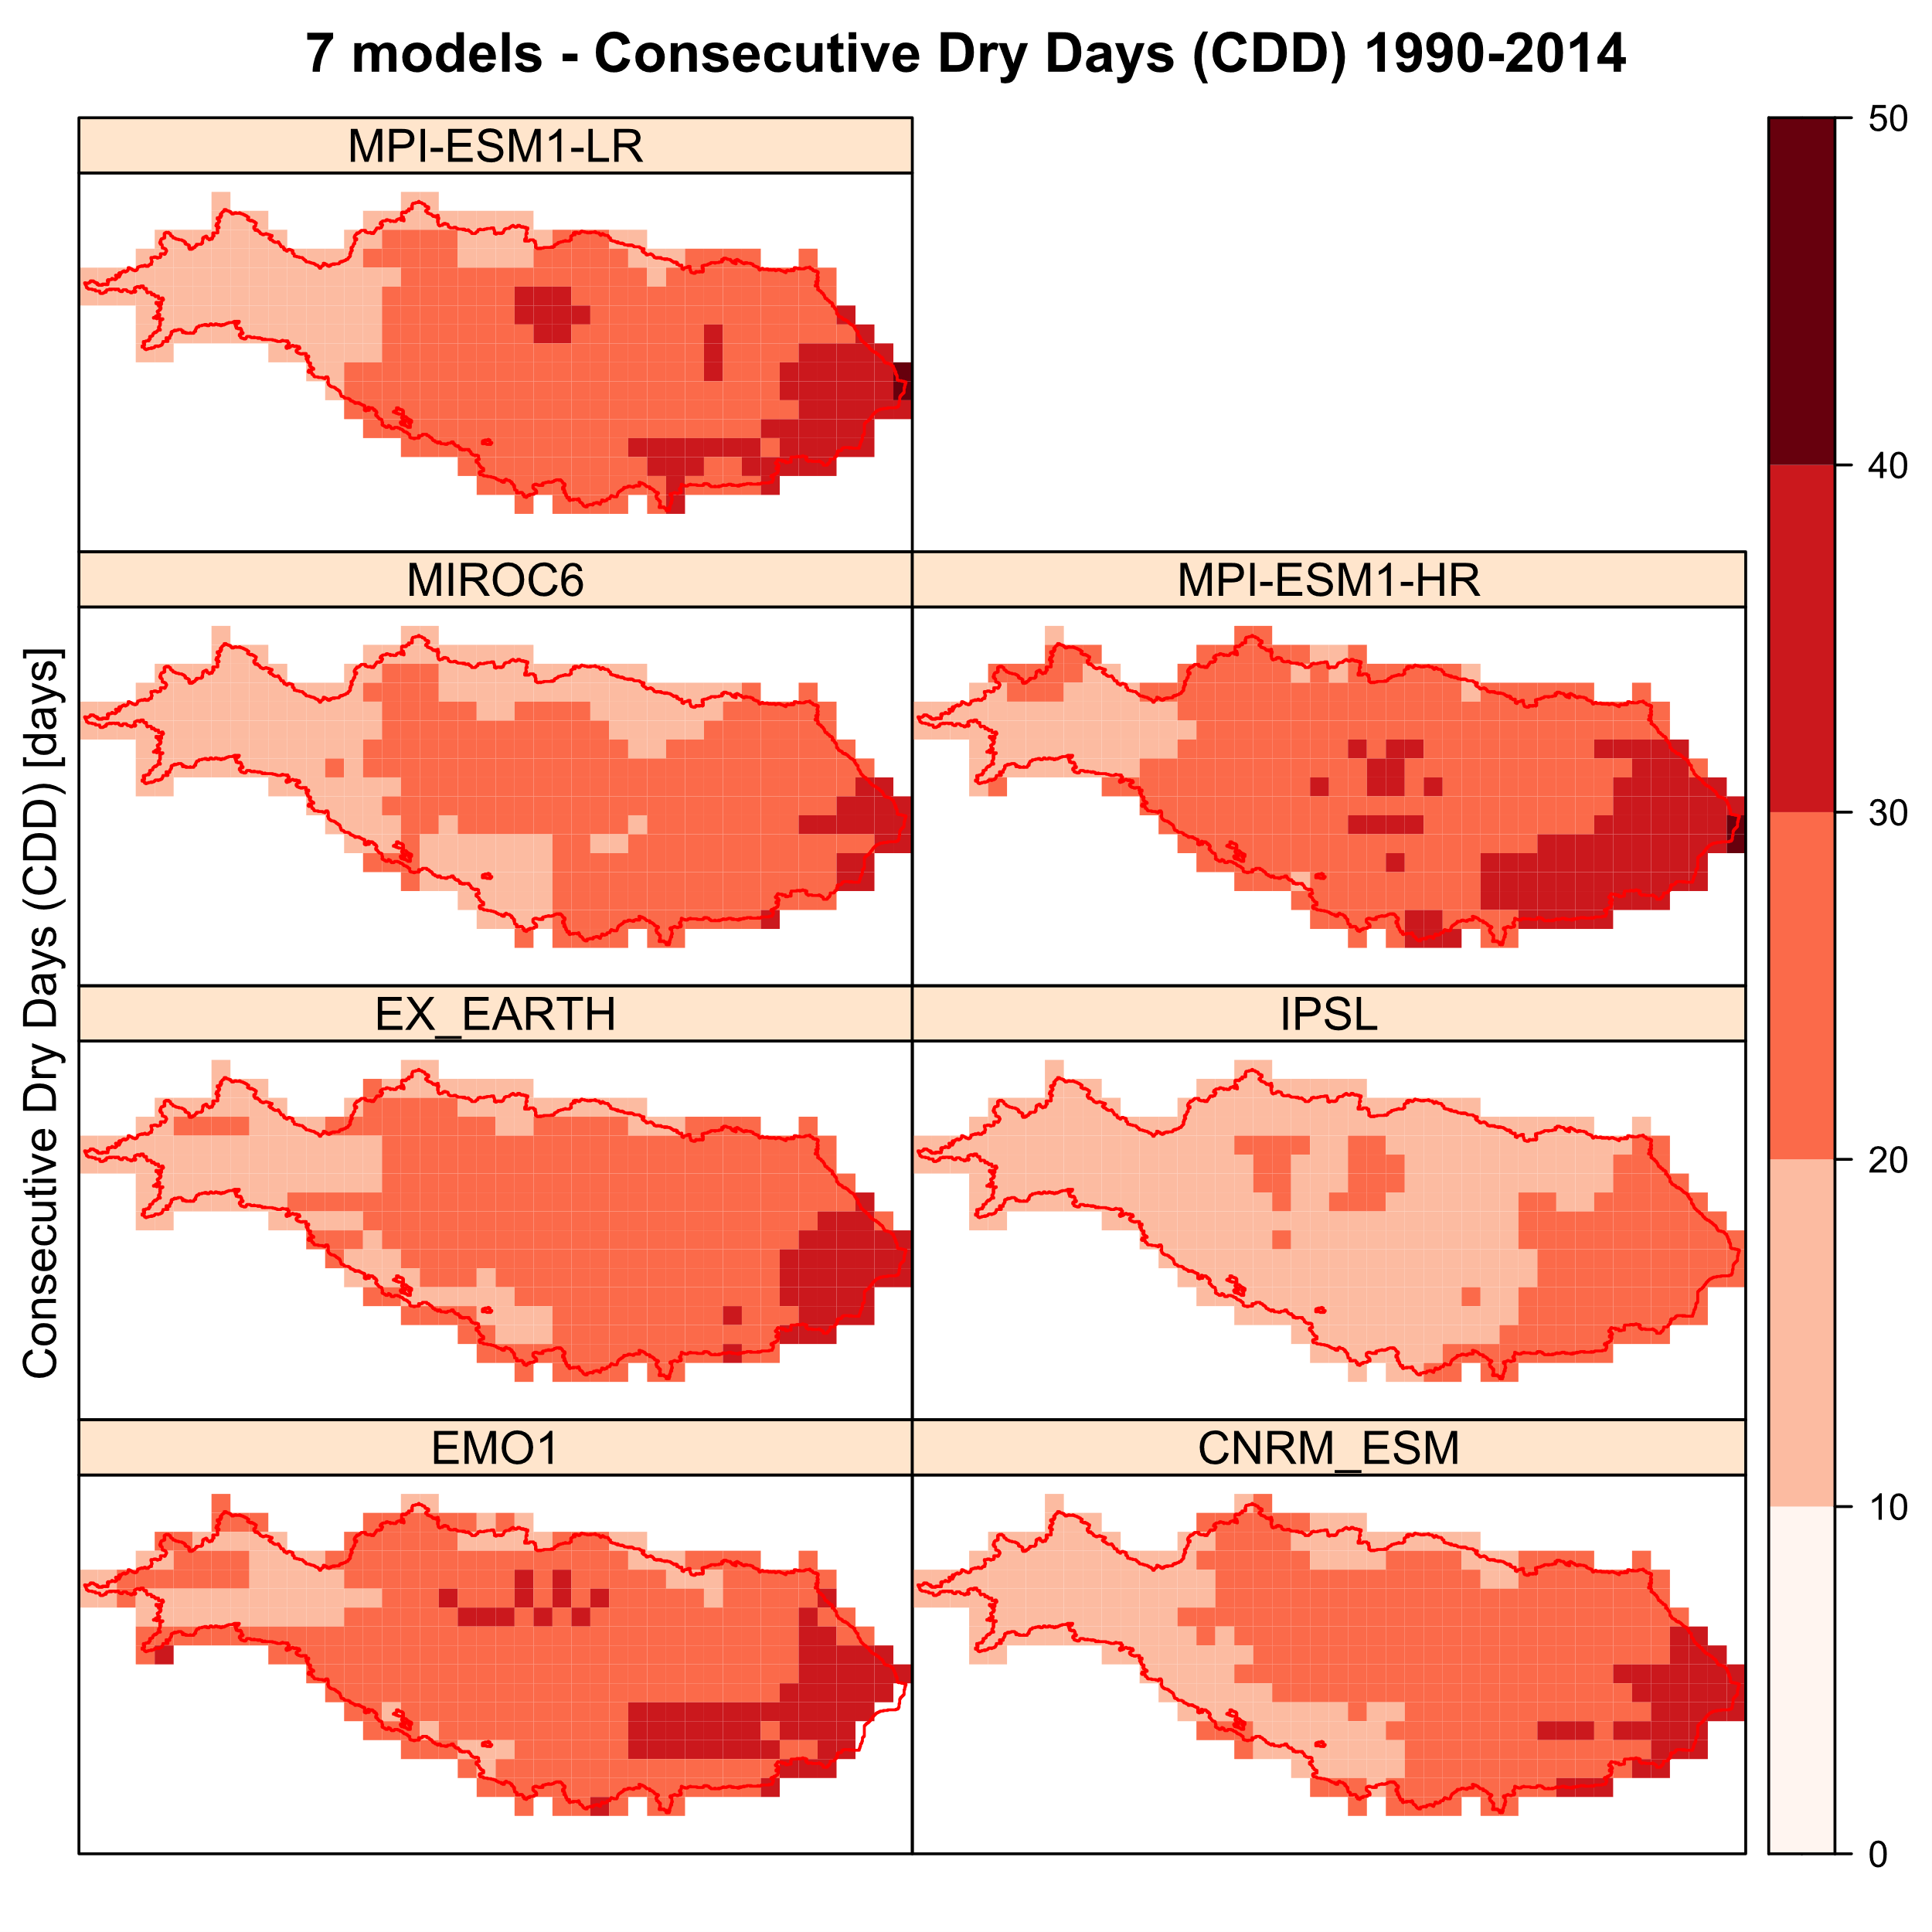 7 models - Consecutive Dry Days (CDD) 1990-2014
MPI-ESM1-LR
MIROC6
MPI-ESM1-HR
EX_EARTH
IPSL
EMO1
CNRM_ESM
Consecutive Dry Days (CDD) [days]
50
40
30
20
10
0